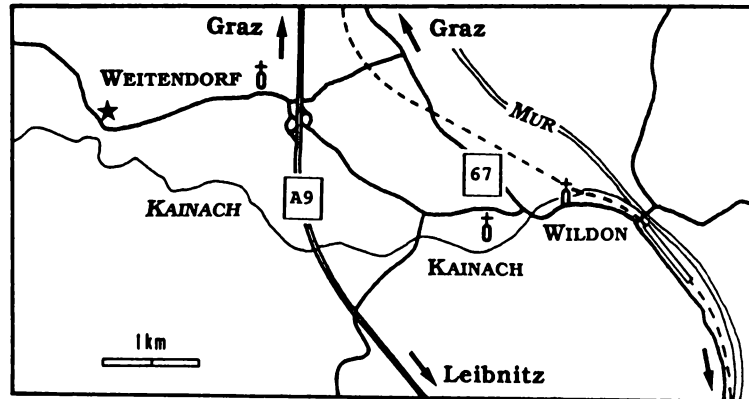 Graz
Graz
WEITENDORF
MUR
67
A9
KAINACH
WILDON
KAINACH
1km
Leibnitz